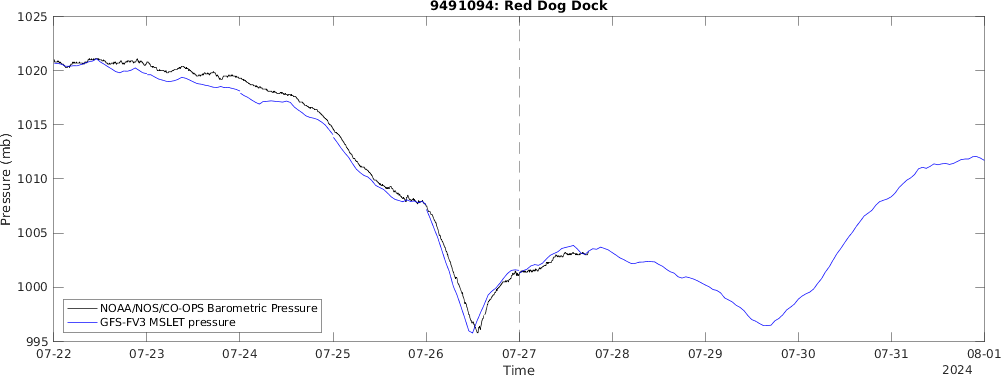 9491094: Red Dog Dock
1025
1020
1015
1010
1005
1000
995
Pressure (mb)
NOAA/NOS/CO-OPS Barometric Pressure
GFS-FV3 MSLET pressure
07-22 07-23 07-24 07-25 07-26 07-27 07-28 07-29 07-30 07-31 08-01
Time
2024